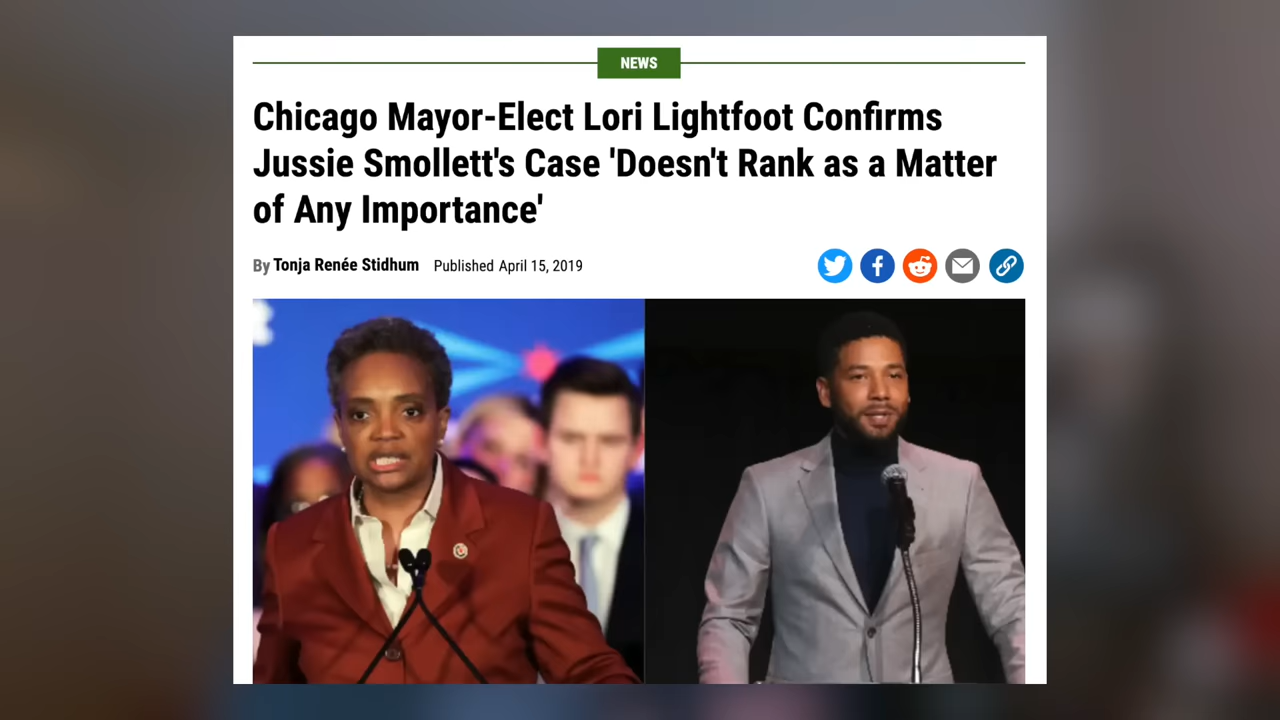 NEWS
Chicago Mayor-Elect Lori Lightfoot Confirms
Jussie Smollett's Case 'Doesn't Rank as a Matter
of Any Importance'
By Tonja Renée Stidhum Published April 15, 2019